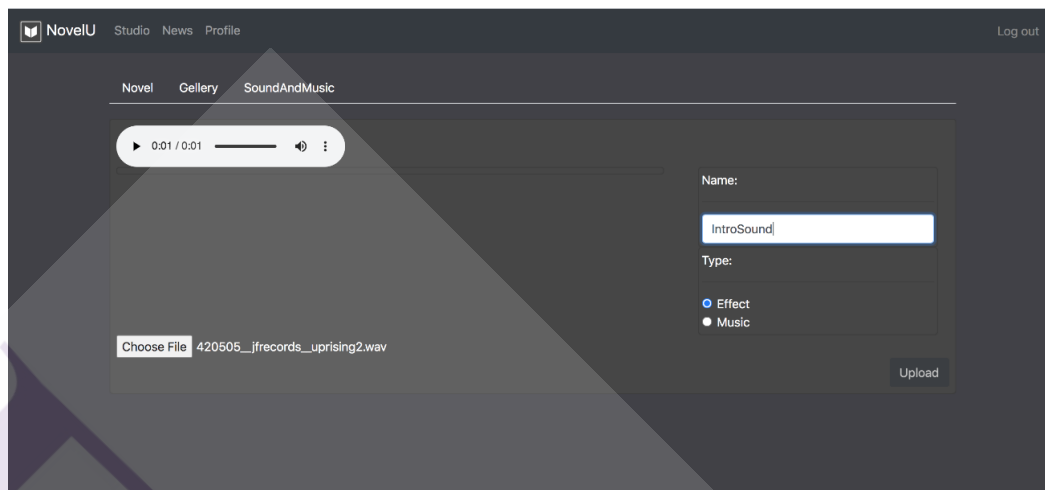 NovelU Studio News Profile Log out
Novel Gellery SoundAndMusic
0:01 / 0:01
Name:
IntroSound
Type:
Effect
Music
Choose File 420505__jfrecords__uprising2.wav
Upload